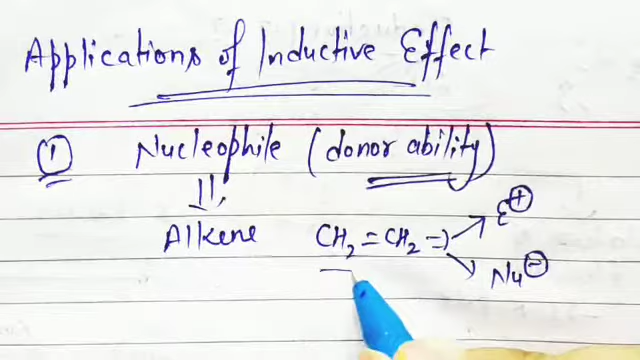 Applications of Inductive Effect
① Nucleophile (donor ability)
⇓
Alkene CH₂=CH₂ ⇒ E⊕
Nu⊖